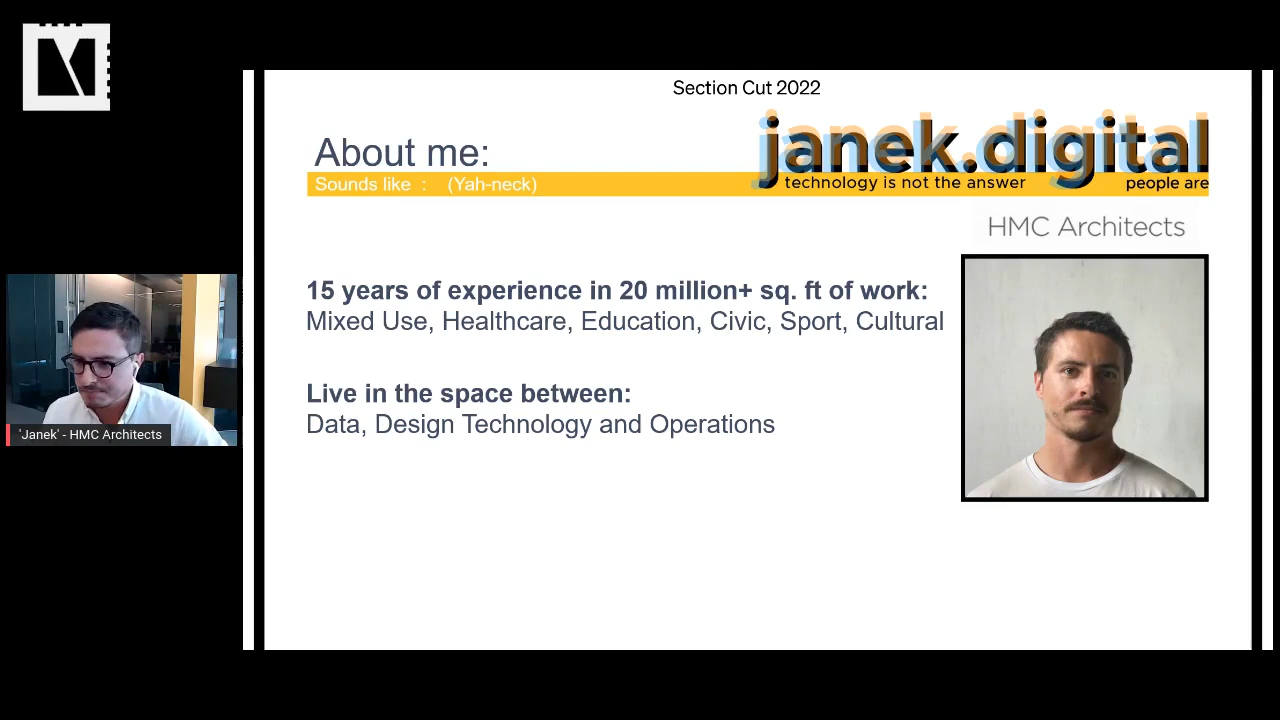 Section Cut 2022
janek.digital
About me:
Sounds like : (Yah-neck)
technology is not the answer people are
HMC Architects
15 years of experience in 20 million+ sq. ft of work:
Mixed Use, Healthcare, Education, Civic, Sport, Cultural
Live in the space between:
Data, Design Technology and Operations
'Janek' - HMC Architects